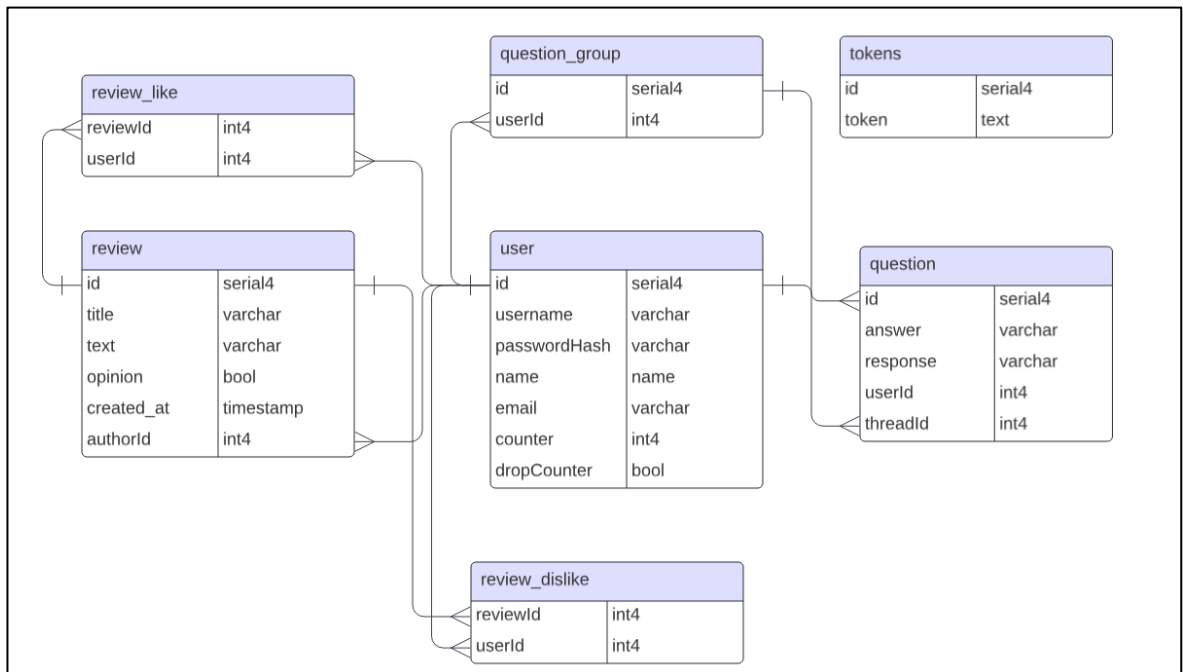 review_like
reviewId int4
userId int4
question_group
id serial4
userId int4
tokens
id serial4
token text
review
id serial4
title varchar
text varchar
opinion bool
created_at timestamp
authorId int4
user
id serial4
username varchar
passwordHash varchar
name name
email varchar
counter int4
dropCounter bool
question
id serial4
answer varchar
response varchar
userId int4
threadId int4
review_dislike
reviewId int4
userId int4